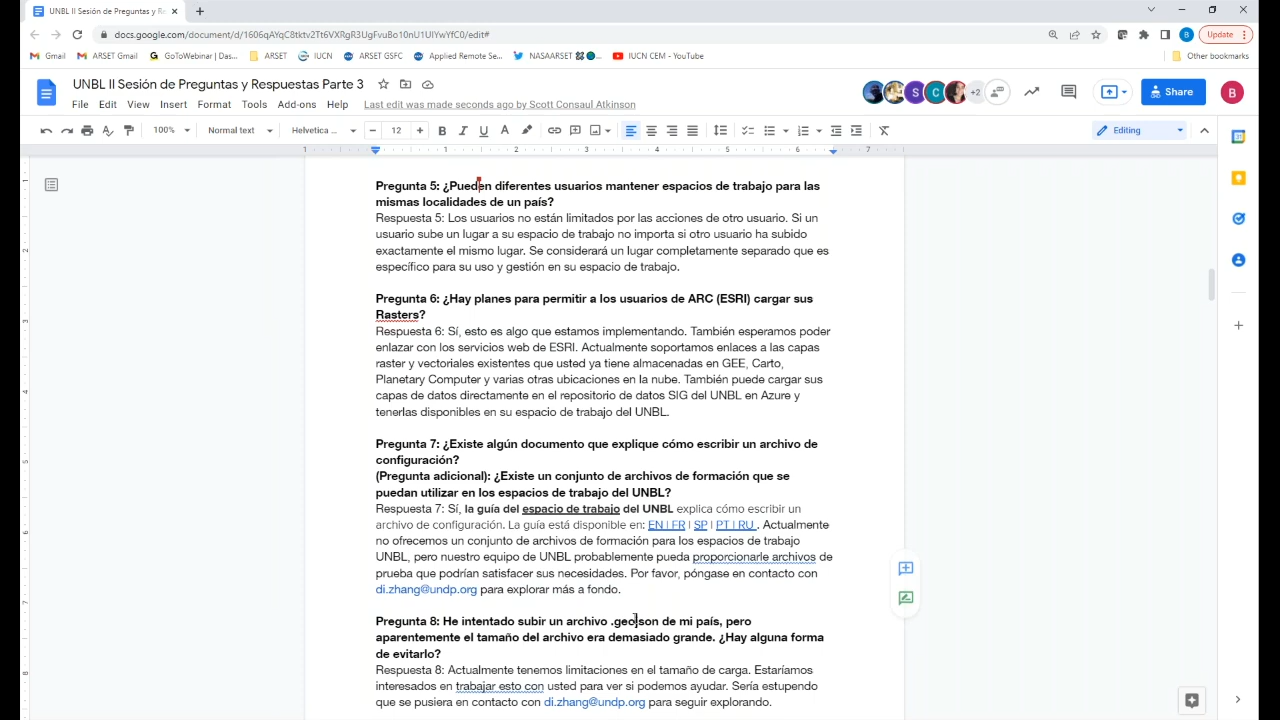 UNBL II Sesión de Preguntas y R
docs.google.com/document/d/1606qAYqC8tktv2Tt6VXRgR3UgFvuBo10nU1UIYwYfC0/edit#
Update
Gmail
ARSET Gmail
GoToWebinar | Das...
ARSET
IUCN
ARSET GSFC
Applied Remote Se...
NASAARSET
IUCN CEM - YouTube
Other bookmarks
UNBL II Sesión de Preguntas y Respuestas Parte 3
File Edit View Insert Format Tools Add-ons Help Last edit was made seconds ago by Scott Consaul Atkinson
S C +2 Share B
100% Normal text Helvetica ... 12 Editing
1 1 2 3 4 5 6 7
Pregunta 5: ¿Pueden diferentes usuarios mantener espacios de trabajo para las
mismas localidades de un país?
Respuesta 5: Los usuarios no están limitados por las acciones de otro usuario. Si un
usuario sube un lugar a su espacio de trabajo no importa si otro usuario ha subido
exactamente el mismo lugar. Se considerará un lugar completamente separado que es
específico para su uso y gestión en su espacio de trabajo.
Pregunta 6: ¿Hay planes para permitir a los usuarios de ARC (ESRI) cargar sus
Rasters?
Respuesta 6: Sí, esto es algo que estamos implementando. También esperamos poder
enlazar con los servicios web de ESRI. Actualmente soportamos enlaces a las capas
raster y vectoriales existentes que usted ya tiene almacenadas en GEE, Carto,
Planetary Computer y varias otras ubicaciones en la nube. También puede cargar sus
capas de datos directamente en el repositorio de datos SIG del UNBL en Azure y
tenerlas disponibles en su espacio de trabajo del UNBL.
Pregunta 7: ¿Existe algún documento que explique cómo escribir un archivo de
configuración?
(Pregunta adicional): ¿Existe un conjunto de archivos de formación que se
puedan utilizar en los espacios de trabajo del UNBL?
Respuesta 7: Sí, la guía del espacio de trabajo del UNBL explica cómo escribir un
archivo de configuración. La guía está disponible en: EN | FR | SP | PT | RU . Actualmente
no ofrecemos un conjunto de archivos de formación para los espacios de trabajo
UNBL, pero nuestro equipo de UNBL probablemente pueda proporcionarle archivos de
prueba que podrían satisfacer sus necesidades. Por favor, póngase en contacto con
di.zhang@undp.org para explorar más a fondo.
Pregunta 8: He intentado subir un archivo .geojson de mi país, pero
aparentemente el tamaño del archivo era demasiado grande. ¿Hay alguna forma
de evitarlo?
Respuesta 8: Actualmente tenemos limitaciones en el tamaño de carga. Estaríamos
interesados en trabajar esto con usted para ver si podemos ayudar. Sería estupendo
que se pusiera en contacto con di.zhang@undp.org para seguir explorando.